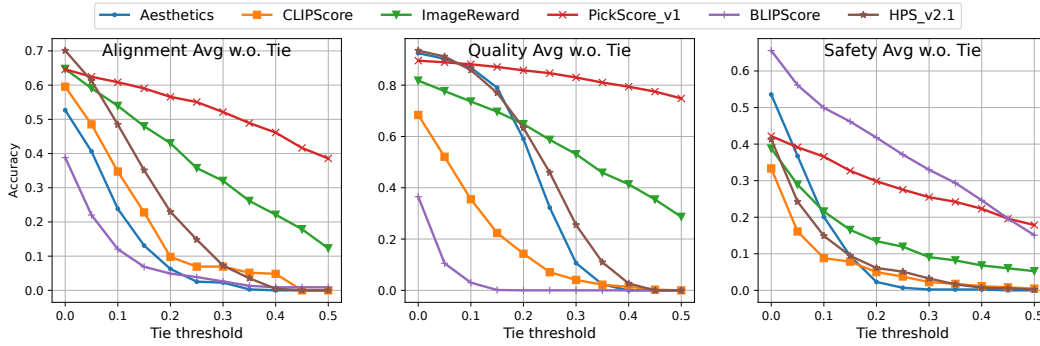 Aesthetics CLIPScore ImageReward PickScore_v1 BLIPScore HPS_v2.1
Alignment Avg w.o. Tie
Accuracy
0.7
0.6
0.5
0.4
0.3
0.2
0.1
0.0
0.0 0.1 0.2 0.3 0.4 0.5
Tie threshold
Quality Avg w.o. Tie
0.8
0.6
0.4
0.2
0.0
0.0 0.1 0.2 0.3 0.4 0.5
Tie threshold
Safety Avg w.o. Tie
0.6
0.5
0.4
0.3
0.2
0.1
0.0
0.0 0.1 0.2 0.3 0.4 0.5
Tie threshold